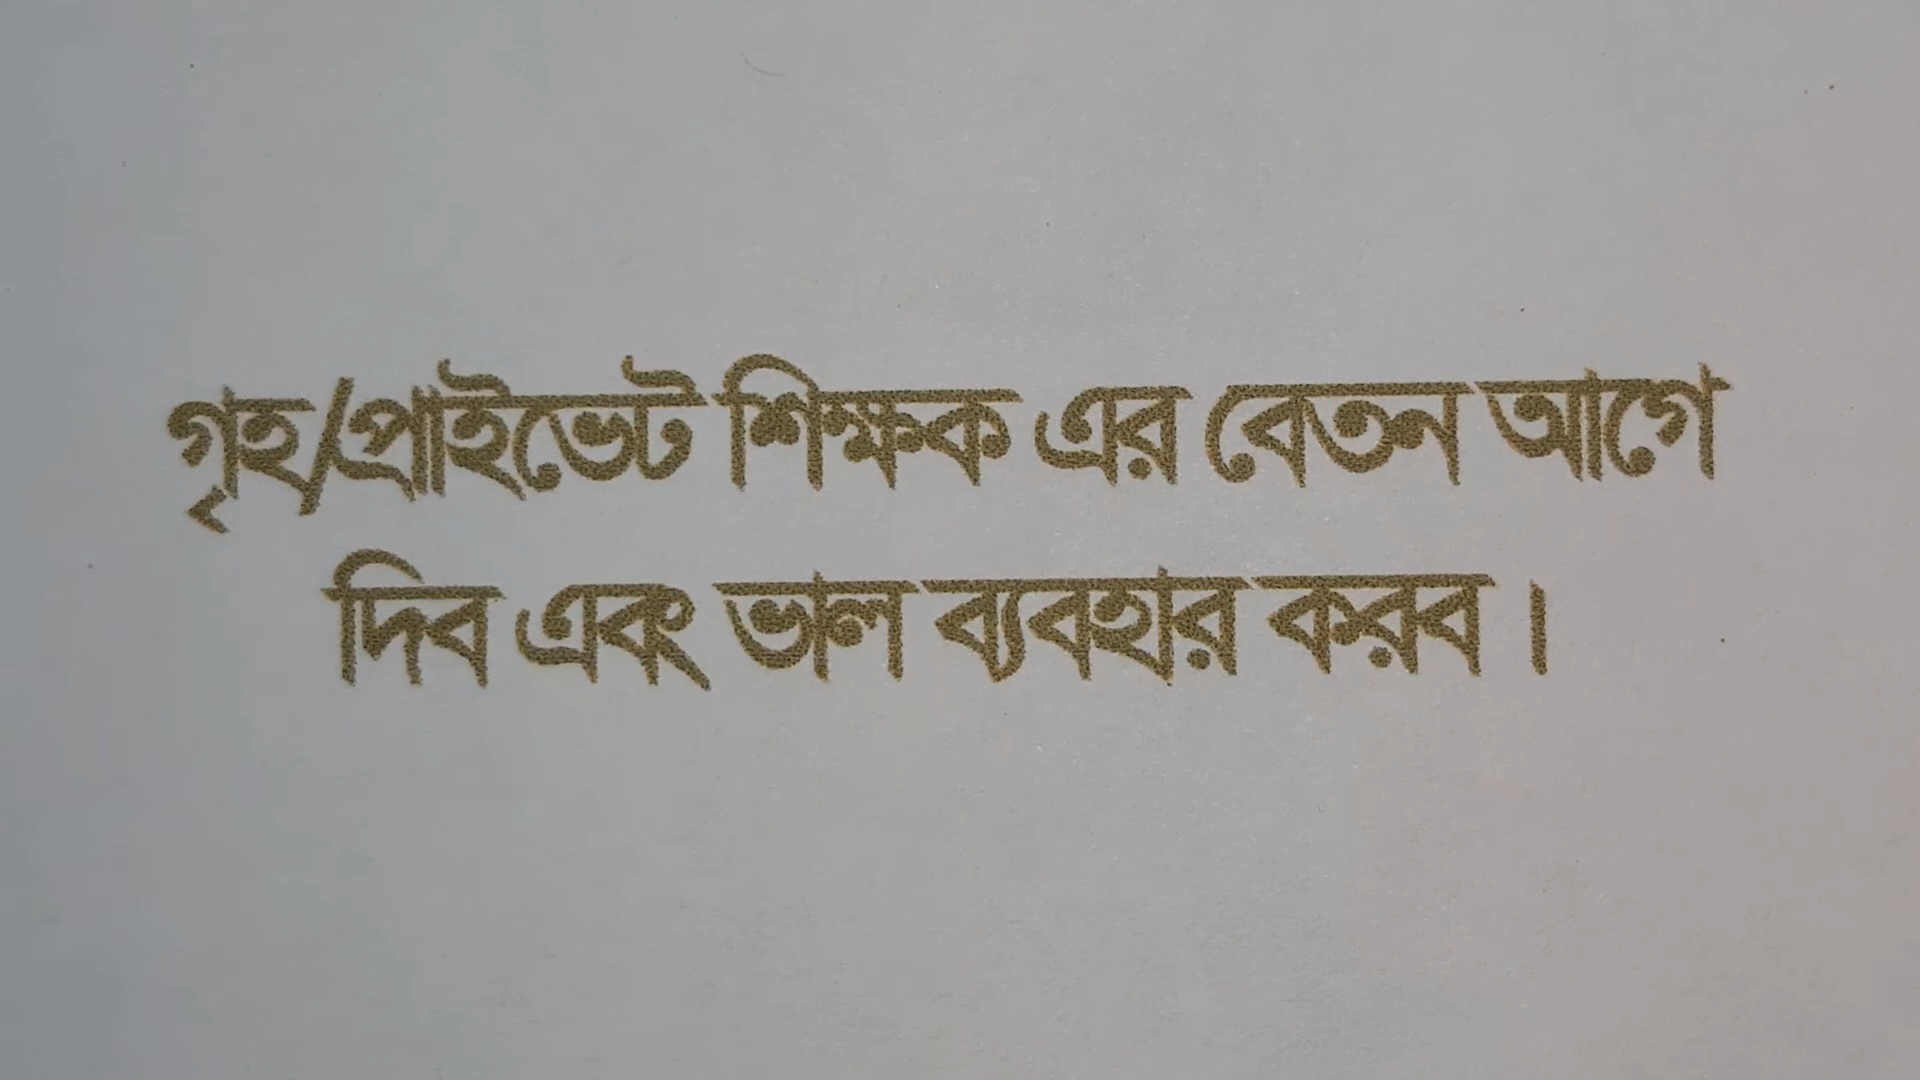 গৃহ/প্রাইভেট শিক্ষক এর বেতন আগে
দিব এবং ভাল ব্যবহার করব ।